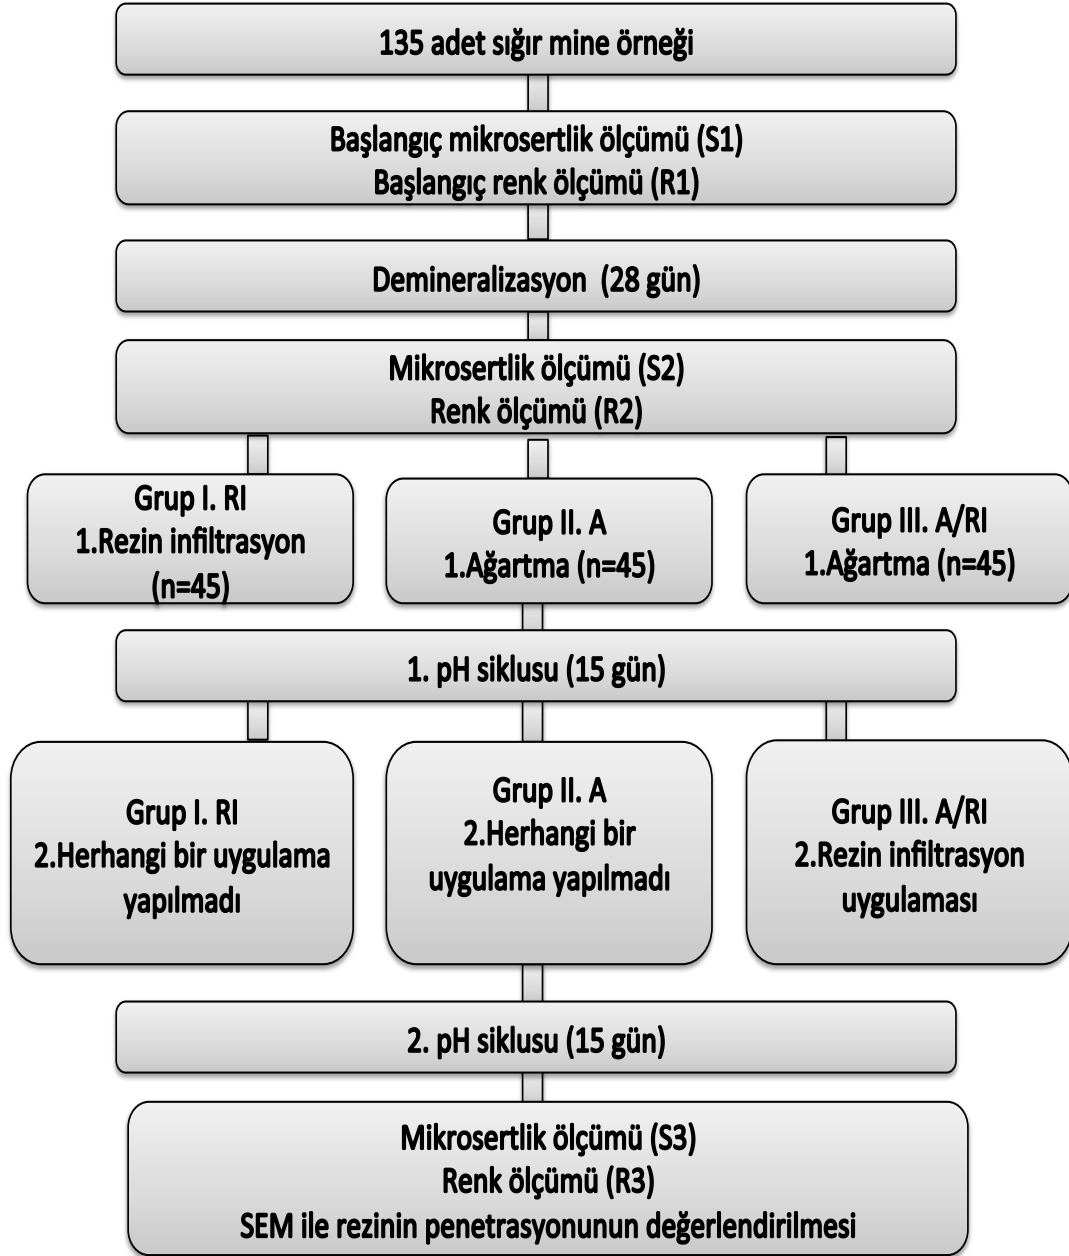 135 adet sığır mine örneği
Başlangıç mikrosertlik ölçümü (S1)
Başlangıç renk ölçümü (R1)
Demineralizasyon (28 gün)
Mikrosertlik ölçümü (S2)
Renk ölçümü (R2)
Grup I. RI
1.Rezin infiltrasyon
(n=45)
Grup II. A
1.Ağartma (n=45)
Grup III. A/RI
1.Ağartma (n=45)
1. pH siklusu (15 gün)
Grup I. RI
2.Herhangi bir uygulama
yapılmadı
Grup II. A
2.Herhangi bir
uygulama yapılmadı
Grup III. A/RI
2.Rezin infiltrasyon
uygulaması
2. pH siklusu (15 gün)
Mikrosertlik ölçümü (S3)
Renk ölçümü (R3)
SEM ile rezinin penetrasyonunun değerlendirilmesi